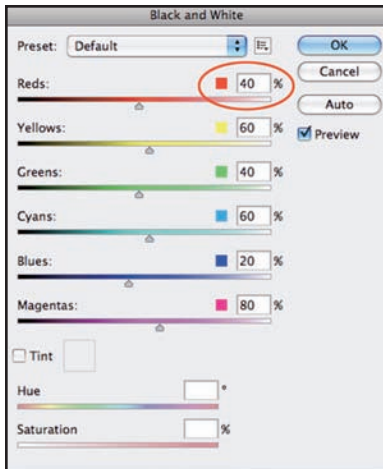 Black and White
Preset: Default OK
Cancel
Reds: 40 %
Auto
Yellows: 60 % Preview
Greens: 40 %
Cyans: 60 %
Blues: 20 %
Magentas: 80 %
Tint
Hue °
Saturation %